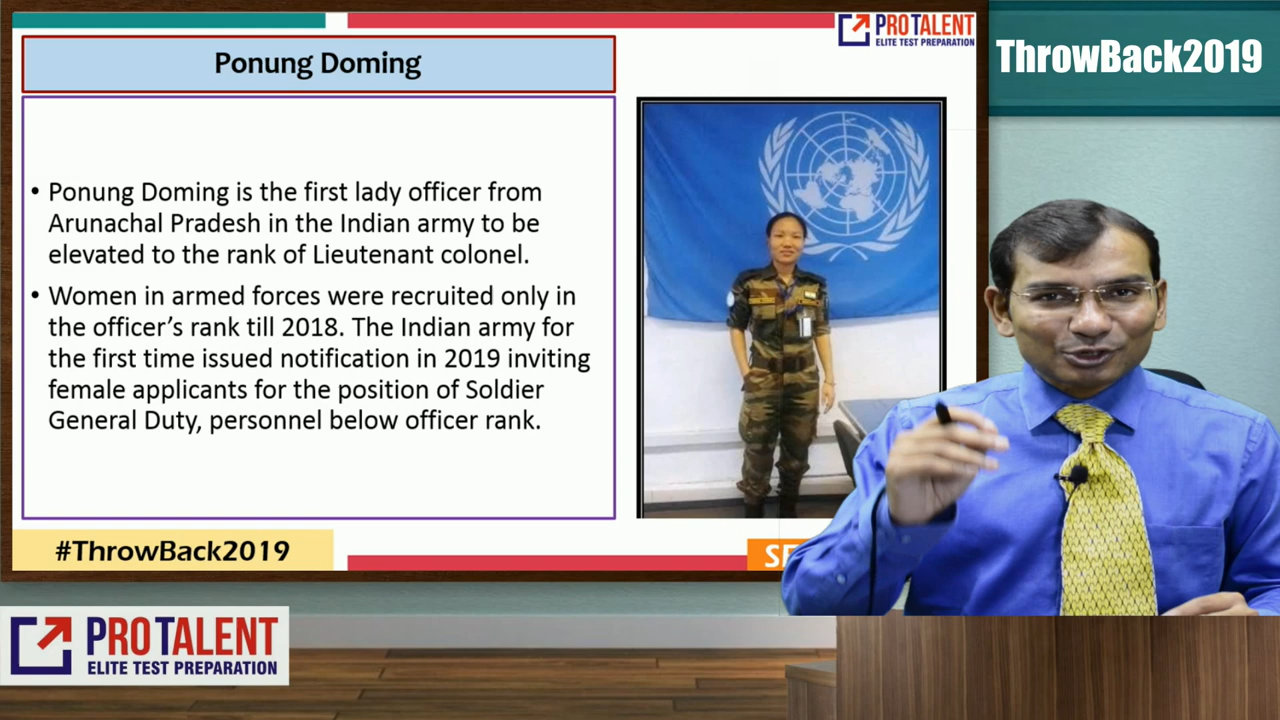 PROTALENT
ELITE TEST PREPARATION
ThrowBack2019
Ponung Doming
• Ponung Doming is the first lady officer from
Arunachal Pradesh in the Indian army to be
elevated to the rank of Lieutenant colonel.
• Women in armed forces were recruited only in
the officer's rank till 2018. The Indian army for
the first time issued notification in 2019 inviting
female applicants for the position of Soldier
General Duty, personnel below officer rank.
#ThrowBack2019
PROTALENT
ELITE TEST PREPARATION